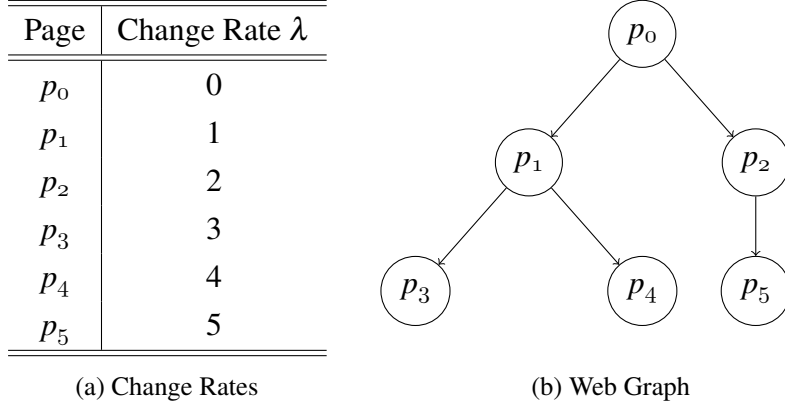 Page Change Rate λ
p₀ 0
p₁ 1
p₂ 2
p₃ 3
p₄ 4
p₅ 5
(a) Change Rates
p₀
p₁ p₂
p₃ p₄ p₅
(b) Web Graph